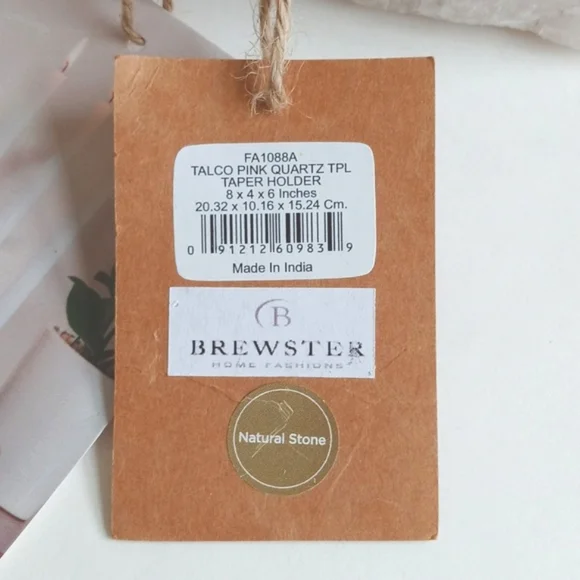 FA1088A
TALCO PINK QUARTZ TPL
TAPER HOLDER
8 x 4 x 6 Inches
20.32 x 10.16 x 15.24 Cm.
0 91212 60983 9
Made In India
B
BREWSTER
HOME FASHIONS
Natural Stone